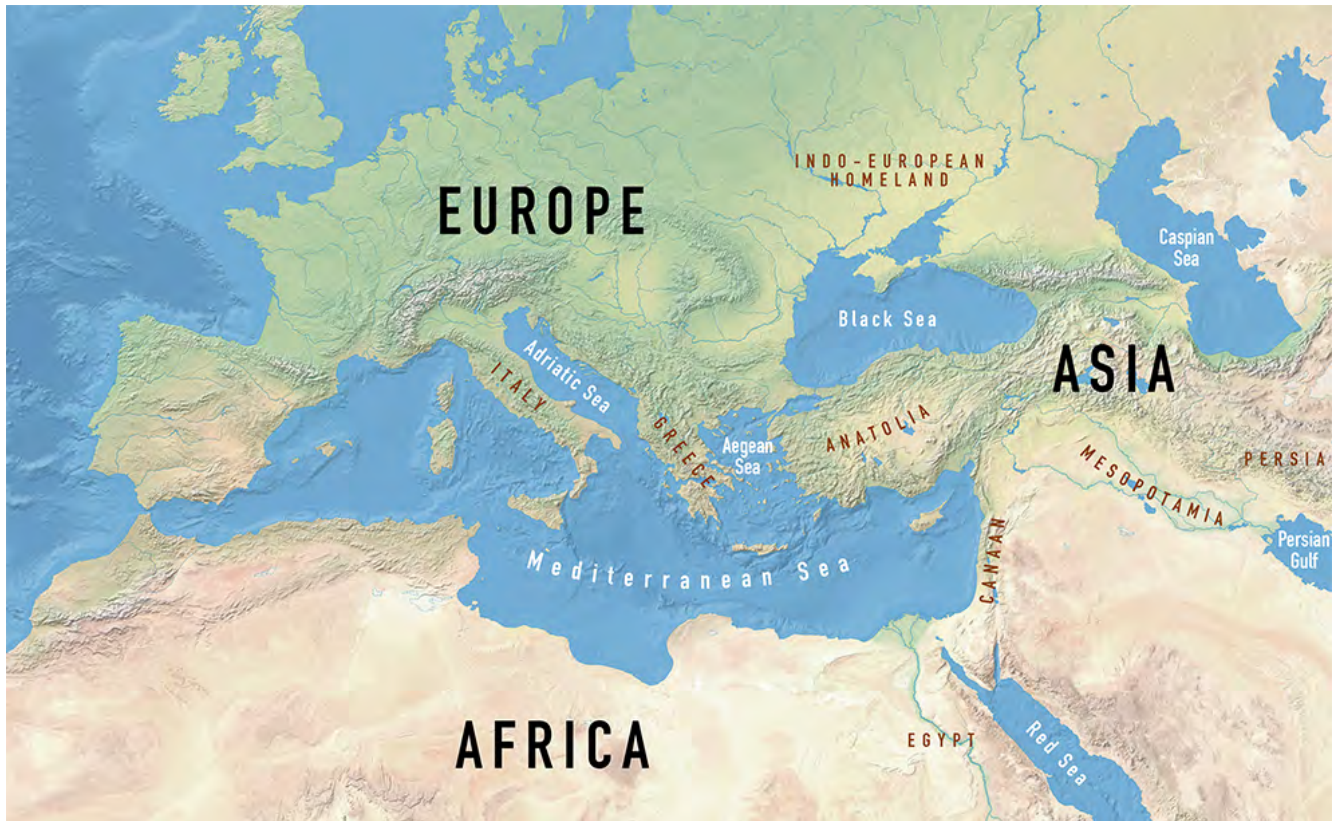 INDO-EUROPEAN
HOMELAND
EUROPE
Caspian
Sea
Black Sea
ASIA
Adriatic Sea
ITALY
GREECE
Aegean
Sea
ANATOLIA
MESOPOTAMIA
PERSIA
Persian
Gulf
CANAAN
Mediterranean Sea
AFRICA
EGYPT
Red Sea